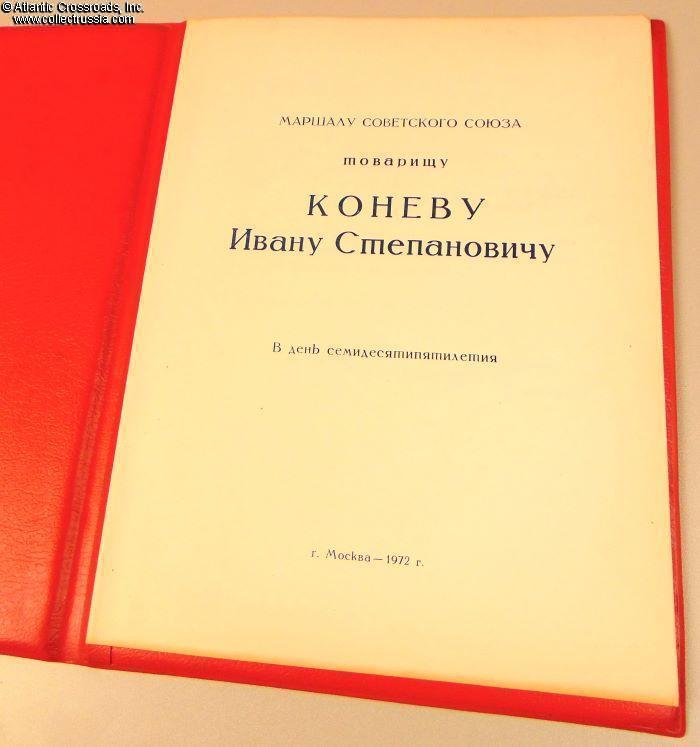 © Atlantic Crossroads, Inc.
www.collectrussia.com
МАРШАЛУ СОВЕТСКОГО СОЮЗА
товарищу
КОНЕВУ
Ивану Степановичу
В день семидесятипятилетия
г. Москва — 1972 г.